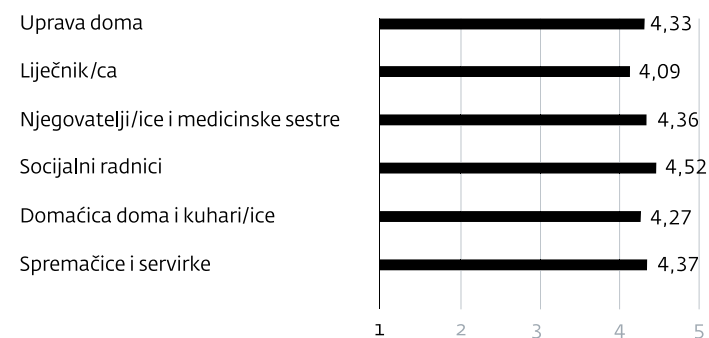 Uprava doma 4,33
Liječnik/ca 4,09
Njegovatelji/ice i medicinske sestre 4,36
Socijalni radnici 4,52
Domaćica doma i kuhari/ice 4,27
Spremačice i servirke 4,37
1 2 3 4 5